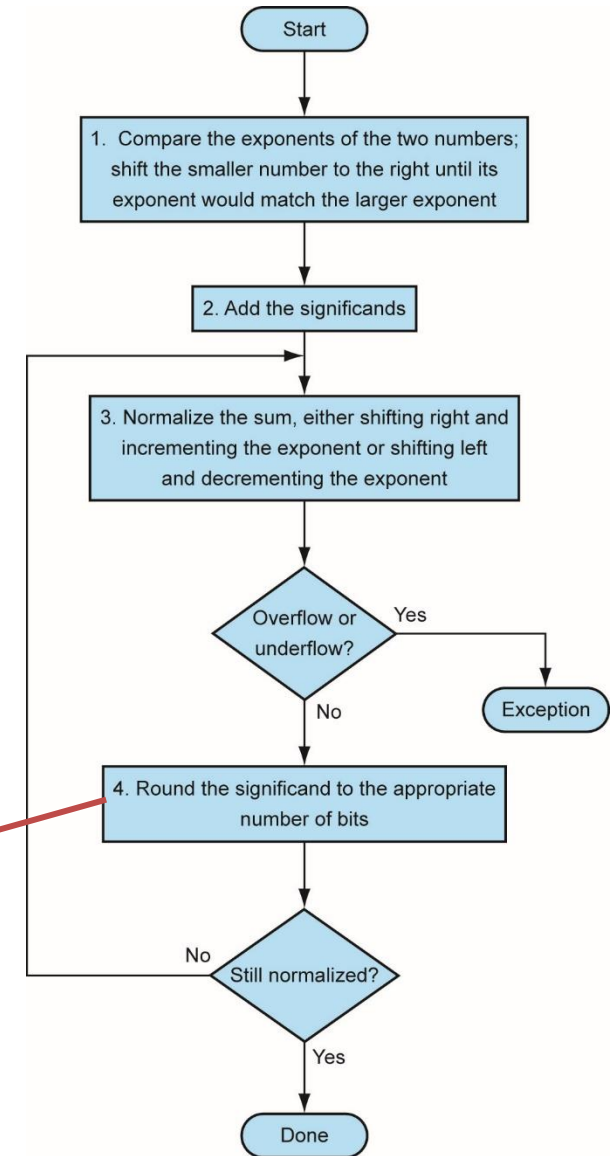 Start
1. Compare the exponents of the two numbers;
shift the smaller number to the right until its
exponent would match the larger exponent
2. Add the significands
3. Normalize the sum, either shifting right and
incrementing the exponent or shifting left
and decrementing the exponent
Overflow or
underflow?
Yes
No
Exception
4. Round the significand to the appropriate
number of bits
No
Still normalized?
Yes
Done